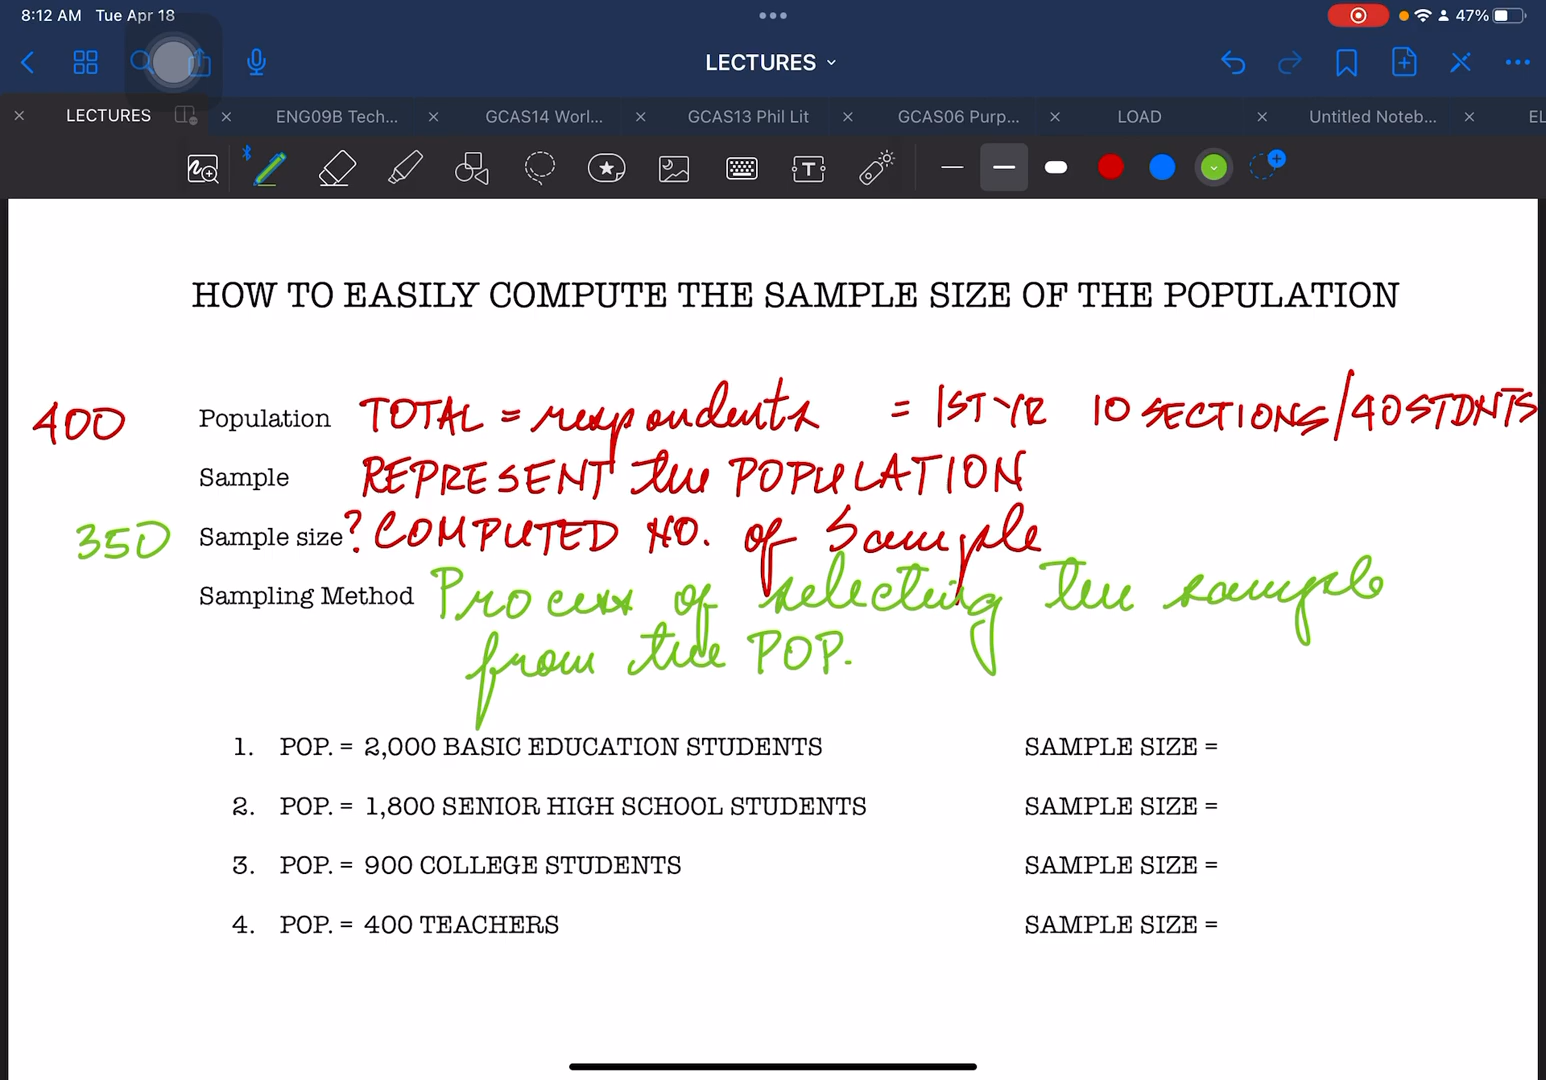 8:12 AM Tue Apr 18
47%
LECTURES
LECTURES
ENG09B Tech...
GCAS14 Worl...
GCAS13 Phil Lit
GCAS06 Purp...
LOAD
Untitled Noteb...
EL
HOW TO EASILY COMPUTE THE SAMPLE SIZE OF THE POPULATION
400 Population TOTAL = respondents = 1ST YR 10 SECTIONS/40 STDNTS
Sample REPRESENT the POPULATION
350 Sample size? COMPUTED NO. of Sample
Sampling Method Process of selecting the sample
from the POP.
1. POP. = 2,000 BASIC EDUCATION STUDENTS SAMPLE SIZE =
2. POP. = 1,800 SENIOR HIGH SCHOOL STUDENTS SAMPLE SIZE =
3. POP. = 900 COLLEGE STUDENTS SAMPLE SIZE =
4. POP. = 400 TEACHERS SAMPLE SIZE =